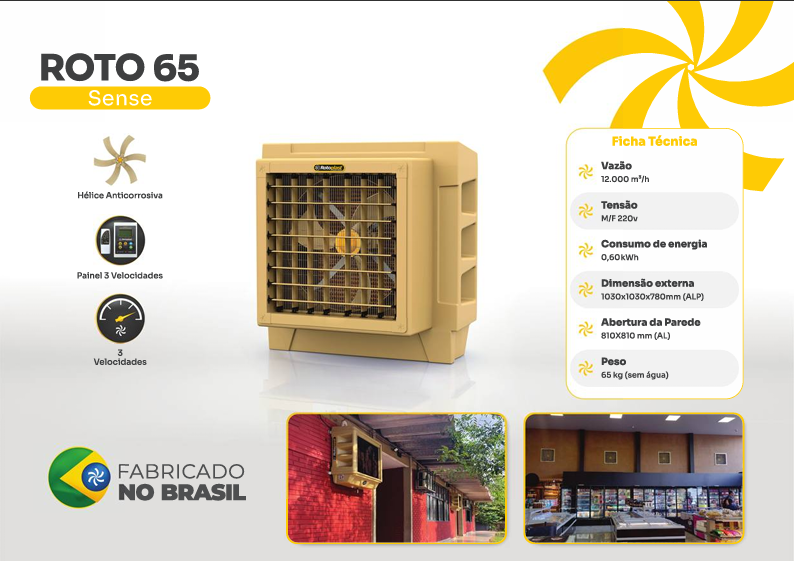 ROTO 65
Sense
Hélice Anticorrosiva
Painel 3 Velocidades
3
Velocidades
Rotoplast
Ficha Técnica
Vazão
12.000 m³/h
Tensão
M/F 220v
Consumo de energia
0,60kWh
Dimensão externa
1030x1030x780mm (ALP)
Abertura da Parede
810X810 mm (AL)
Peso
65 kg (sem água)
FABRICADO
NO BRASIL